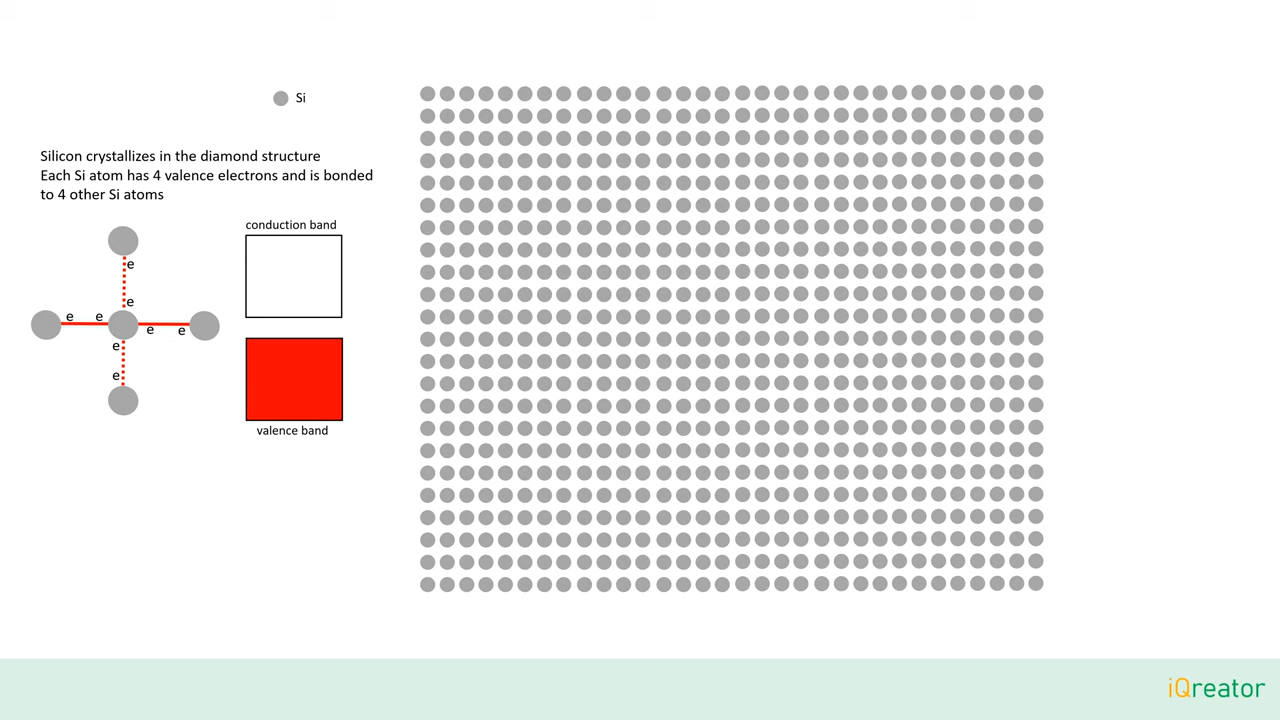 Si
Silicon crystallizes in the diamond structure
Each Si atom has 4 valence electrons and is bonded
to 4 other Si atoms
conduction band
e
e
e e
e e
e
e
valence band
iQreator